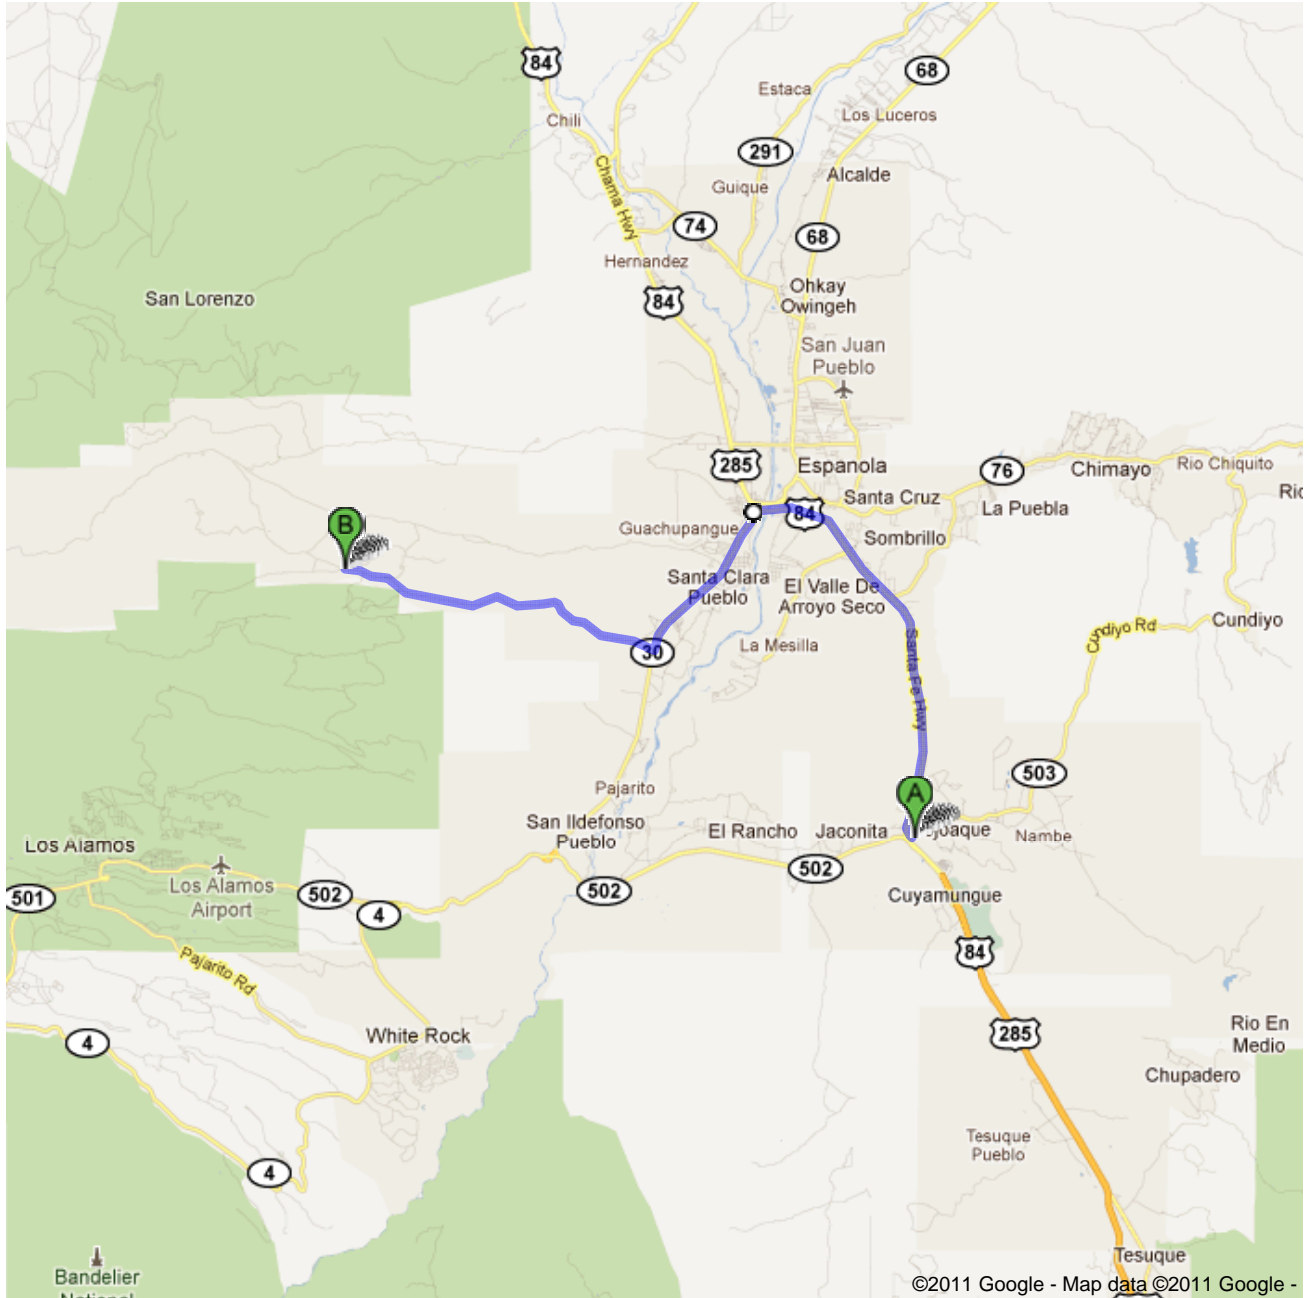 84
68
Estaca
Los Luceros
Chili
291
Chama Hwy
Guique
Alcalde
74
68
Hernandez
Ohkay
Owingeh
San Lorenzo
84
San Juan
Pueblo
285
Espanola
76
Chimayo
Rio Chiquito
Santa Cruz
La Puebla
84
B
Guachupangue
Sombrillo
Santa Clara
Pueblo
El Valle De
Arroyo Seco
Cundiyo
Cundiyo Rd
30
La Mesilla
Santa Fe Hwy
503
Pajarito
A
San Ildefonso
Pueblo
El Rancho
Jaconita
Nambe
Los Alamos
502
Los Alamos
Airport
501
502
502
4
Cuyamungue
84
Pajarito Rd
285
Rio En
Medio
White Rock
4
Chupadero
Tesuque
Pueblo
4
Tesuque
Bandelier
©2011 Google - Map data ©2011 Google -